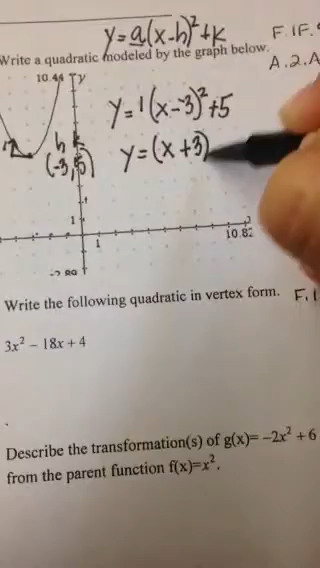 y=a(x-h)²+k
Write a quadratic modeled by the graph below.
F.IF.
A.2.A
10.44 y
y=1(x--3)²+5
h k
(-3,5)
y=(x+3)
1
1
10.82
Write the following quadratic in vertex form.
F.I
3x² − 18x + 4
Describe the transformation(s) of g(x)= −2x² + 6
from the parent function f(x)=x².